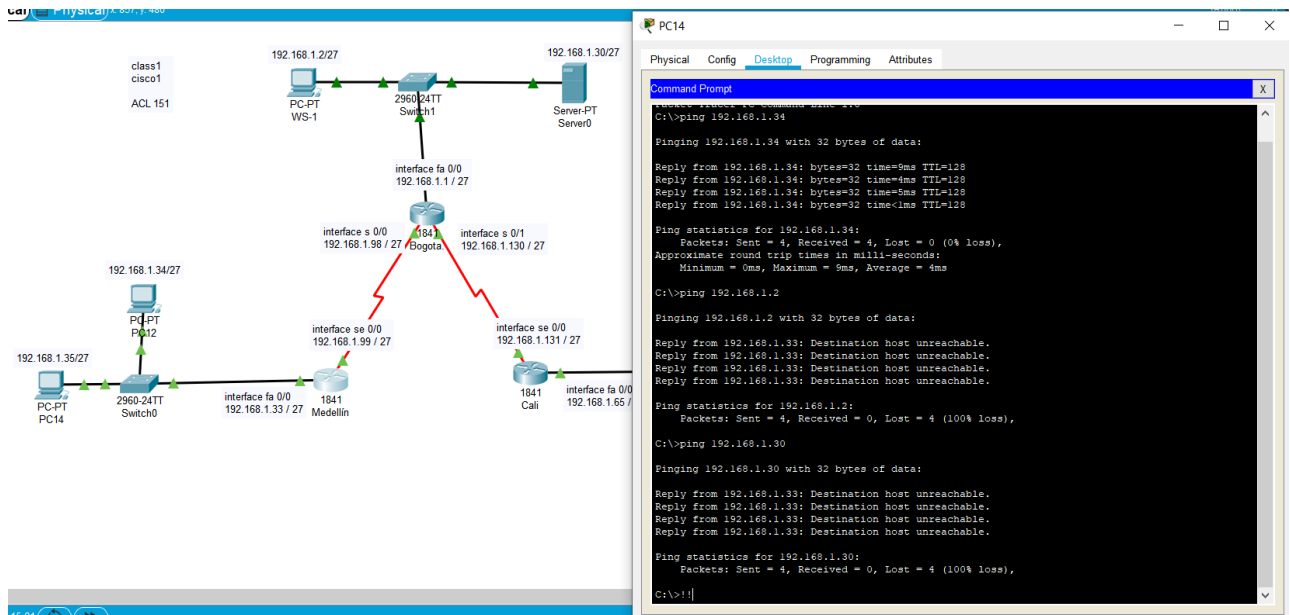 Physical
x: 857, y: 480
class1
cisco1
ACL 151
192.168.1.2/27
PC-PT
WS-1
2960-24TT
Switch1
192.168.1.30/27
Server-PT
Server0
interface fa 0/0
192.168.1.1 / 27
interface s 0/0
192.168.1.98 / 27
1841
Bogota.
interface s 0/1
192.168.1.130 / 27
192.168.1.34/27
PC-PT
PC12
192.168.1.35/27
PC-PT
PC14
2960-24TT
Switch0
interface fa 0/0
192.168.1.33 / 27
interface se 0/0
192.168.1.99 / 27
1841
Medellín
interface se 0/0
192.168.1.131 / 27
1841
Cali
interface fa 0/0
192.168.1.65 /
PC14
Physical Config Desktop Programming Attributes
Command Prompt X
Packet Tracer PC Command Line 1.0
C:\>ping 192.168.1.34
Pinging 192.168.1.34 with 32 bytes of data:
Reply from 192.168.1.34: bytes=32 time=9ms TTL=128
Reply from 192.168.1.34: bytes=32 time=4ms TTL=128
Reply from 192.168.1.34: bytes=32 time=5ms TTL=128
Reply from 192.168.1.34: bytes=32 time<1ms TTL=128
Ping statistics for 192.168.1.34:
Packets: Sent = 4, Received = 4, Lost = 0 (0% loss),
Approximate round trip times in milli-seconds:
Minimum = 0ms, Maximum = 9ms, Average = 4ms
C:\>ping 192.168.1.2
Pinging 192.168.1.2 with 32 bytes of data:
Reply from 192.168.1.33: Destination host unreachable.
Reply from 192.168.1.33: Destination host unreachable.
Reply from 192.168.1.33: Destination host unreachable.
Reply from 192.168.1.33: Destination host unreachable.
Ping statistics for 192.168.1.2:
Packets: Sent = 4, Received = 0, Lost = 4 (100% loss),
C:\>ping 192.168.1.30
Pinging 192.168.1.30 with 32 bytes of data:
Reply from 192.168.1.33: Destination host unreachable.
Reply from 192.168.1.33: Destination host unreachable.
Reply from 192.168.1.33: Destination host unreachable.
Reply from 192.168.1.33: Destination host unreachable.
Ping statistics for 192.168.1.30:
Packets: Sent = 4, Received = 0, Lost = 4 (100% loss),
C:\>!!